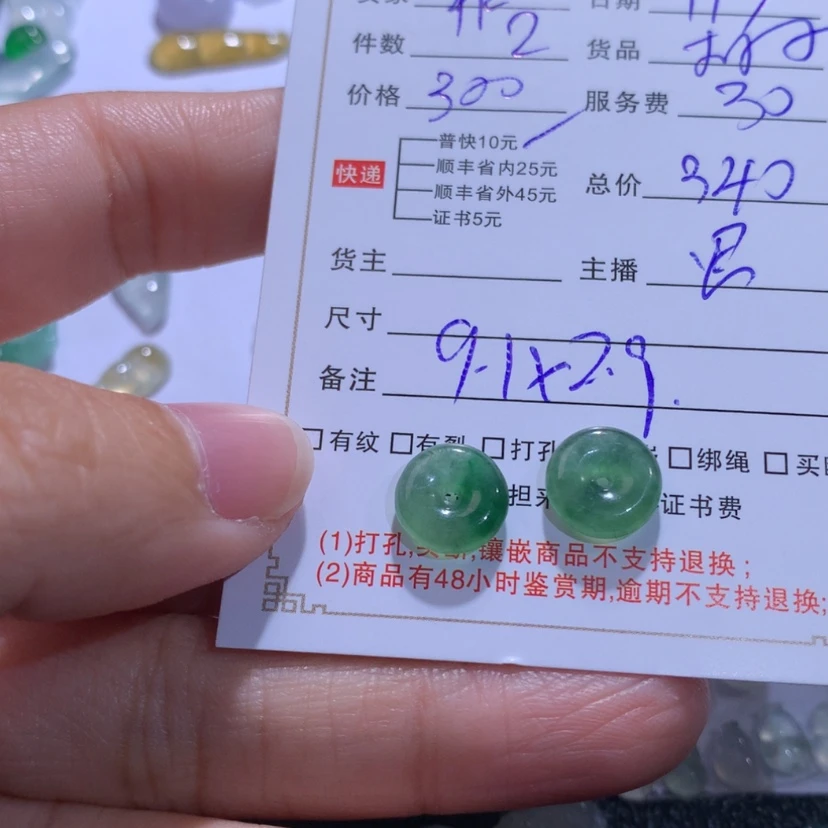 日期
件数 2 货品
价格 300 服务费 30
普快10元
顺丰省内25元
快递
总价 340
顺丰省外45元
证书5元
货主 主播
尺寸
9.1x2.9
备注
□有纹 □有裂 □打孔 □绑绳 □买
担 证书费
(1)打孔, 镶嵌商品不支持退换;
(2)商品有48小时鉴赏期,逾期不支持退换;